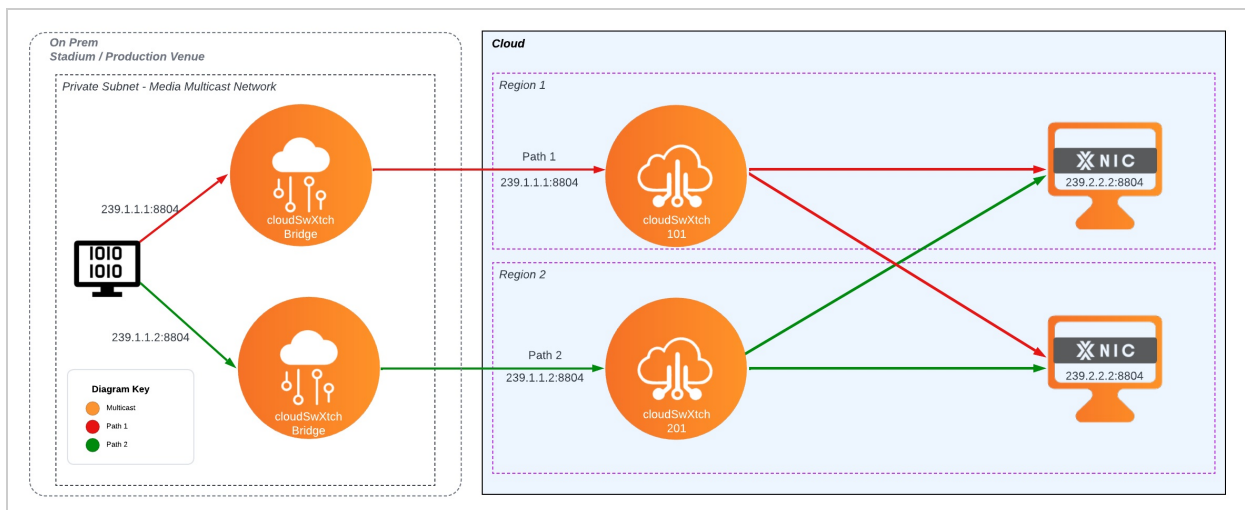 On Prem
Stadium / Production Venue
Private Subnet - Media Multicast Network
239.1.1.1:8804
cloudSwXtch
Bridge
1010
1010
239.1.1.2:8804
cloudSwXtch
Bridge
Diagram Key
Multicast
Path 1
Path 2
Cloud
Region 1
Path 1
239.1.1.1:8804
cloudSwXtch
101
XNIC
239.2.2.2:8804
Region 2
Path 2
239.1.1.2:8804
cloudSwXtch
201
XNIC
239.2.2.2:8804